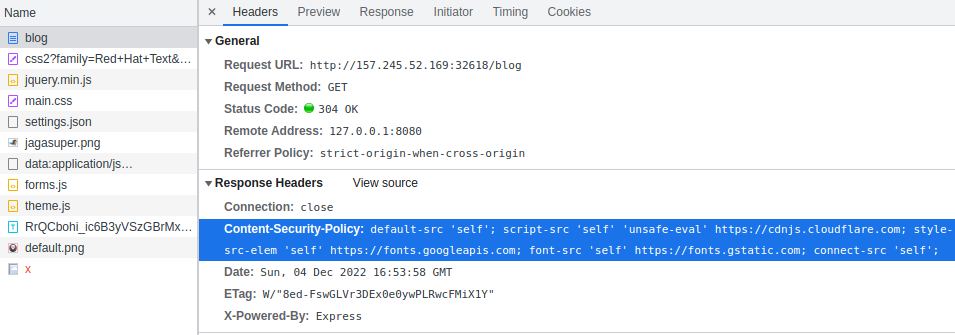 Name
blog
css2?family=Red+Hat+Text&…
jquery.min.js
main.css
settings.json
jagasuper.png
data:application/js…
forms.js
theme.js
RrQCbohi_ic6B3yVSzGBrMx…
default.png
x
× Headers Preview Response Initiator Timing Cookies
General
Request URL: http://157.245.52.169:32618/blog
Request Method: GET
Status Code: 304 OK
Remote Address: 127.0.0.1:8080
Referrer Policy: strict-origin-when-cross-origin
Response Headers View source
Connection: close
Content-Security-Policy: default-src 'self'; script-src 'self' 'unsafe-eval' https://cdnjs.cloudflare.com; style-
src-elem 'self' https://fonts.googleapis.com; font-src 'self' https://fonts.gstatic.com; connect-src 'self';
Date: Sun, 04 Dec 2022 16:53:58 GMT
ETag: W/"8ed-FswGLVr3DEx0e0ywPLRwcFMiX1Y"
X-Powered-By: Express